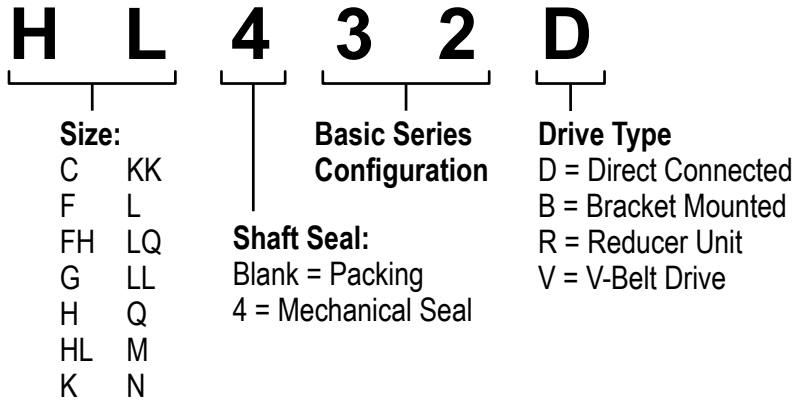 H L 4 3 2 D
Size:
C KK
F L
FH LQ
G LL
H Q
HL M
K N
Shaft Seal:
Blank = Packing
4 = Mechanical Seal
Basic Series
Configuration
Drive Type
D = Direct Connected
B = Bracket Mounted
R = Reducer Unit
V = V-Belt Drive